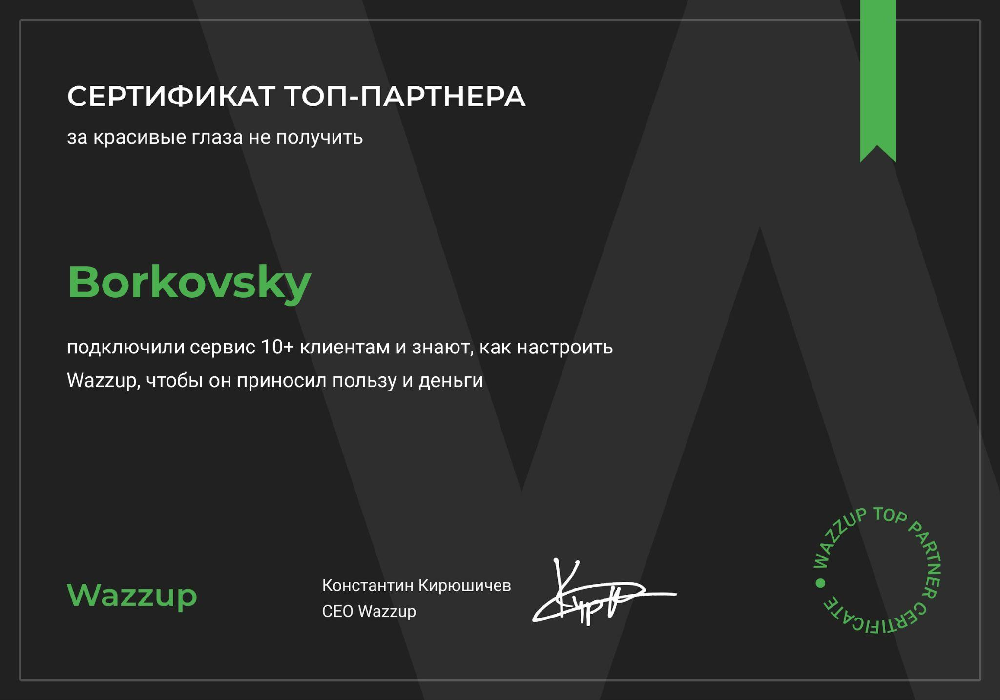 СЕРТИФИКАТ ТОП-ПАРТНЕРА
за красивые глаза не получить
Borkovsky
подключили сервис 10+ клиентам и знают, как настроить
Wazzup, чтобы он приносил пользу и деньги
Wazzup
Константин Кирюшичев
CEO Wazzup
WAZZUP TOP PARTNER CERTIFICATE •